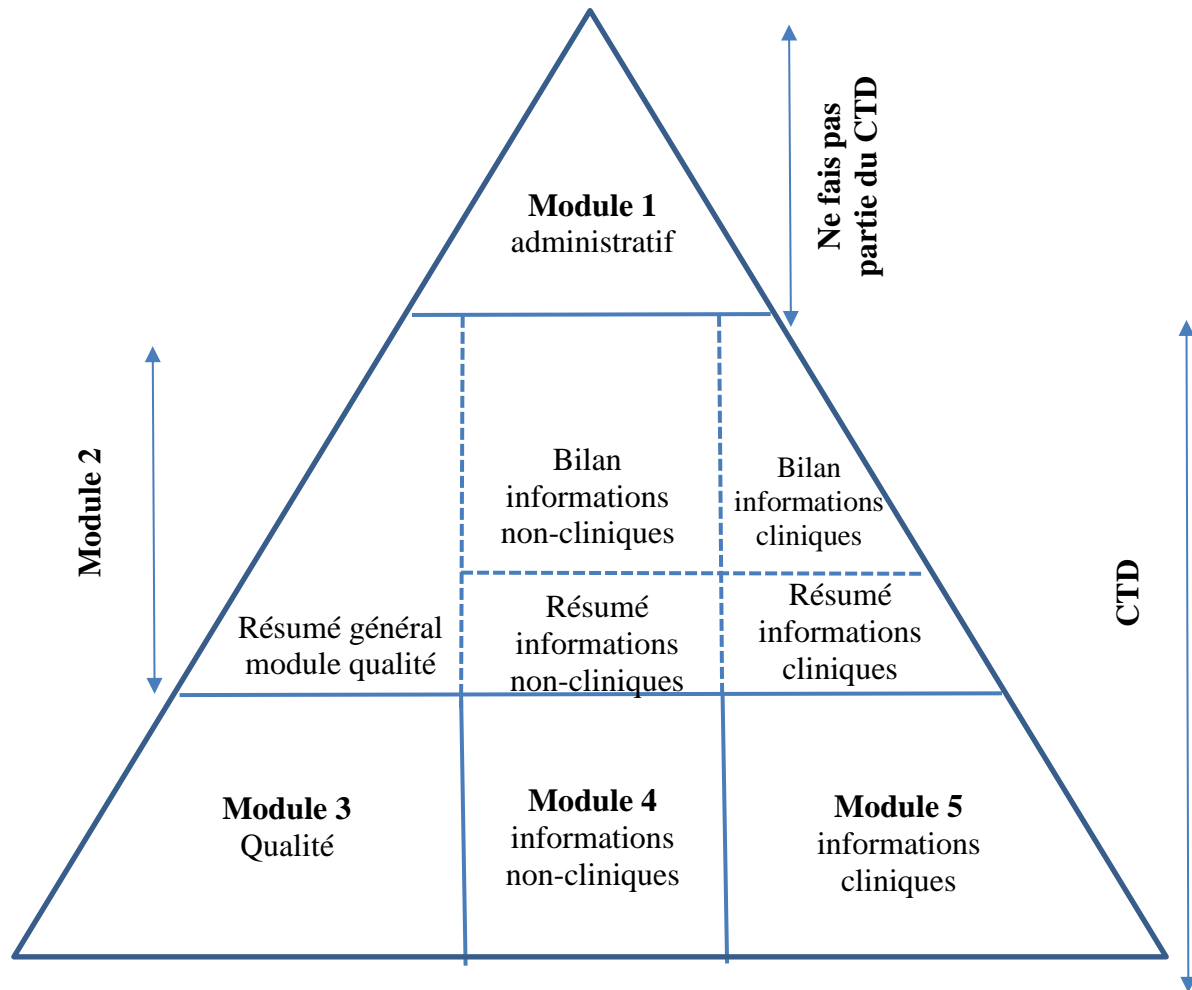 Module 1
administratif
Ne fais pas
partie du CTD
Module 2
Bilan
informations
non-cliniques
Bilan
informations
cliniques
Résumé général
module qualité
Résumé
informations
non-cliniques
Résumé
informations
cliniques
CTD
Module 3
Qualité
Module 4
informations
non-cliniques
Module 5
informations
cliniques